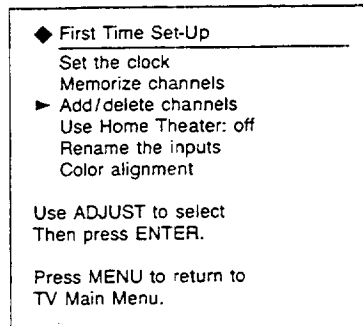 ◆ First Time Set-Up
Set the clock
Memorize channels
► Add/delete channels
Use Home Theater: off
Rename the inputs
Color alignment
Use ADJUST to select
Then press ENTER.
Press MENU to return to
TV Main Menu.